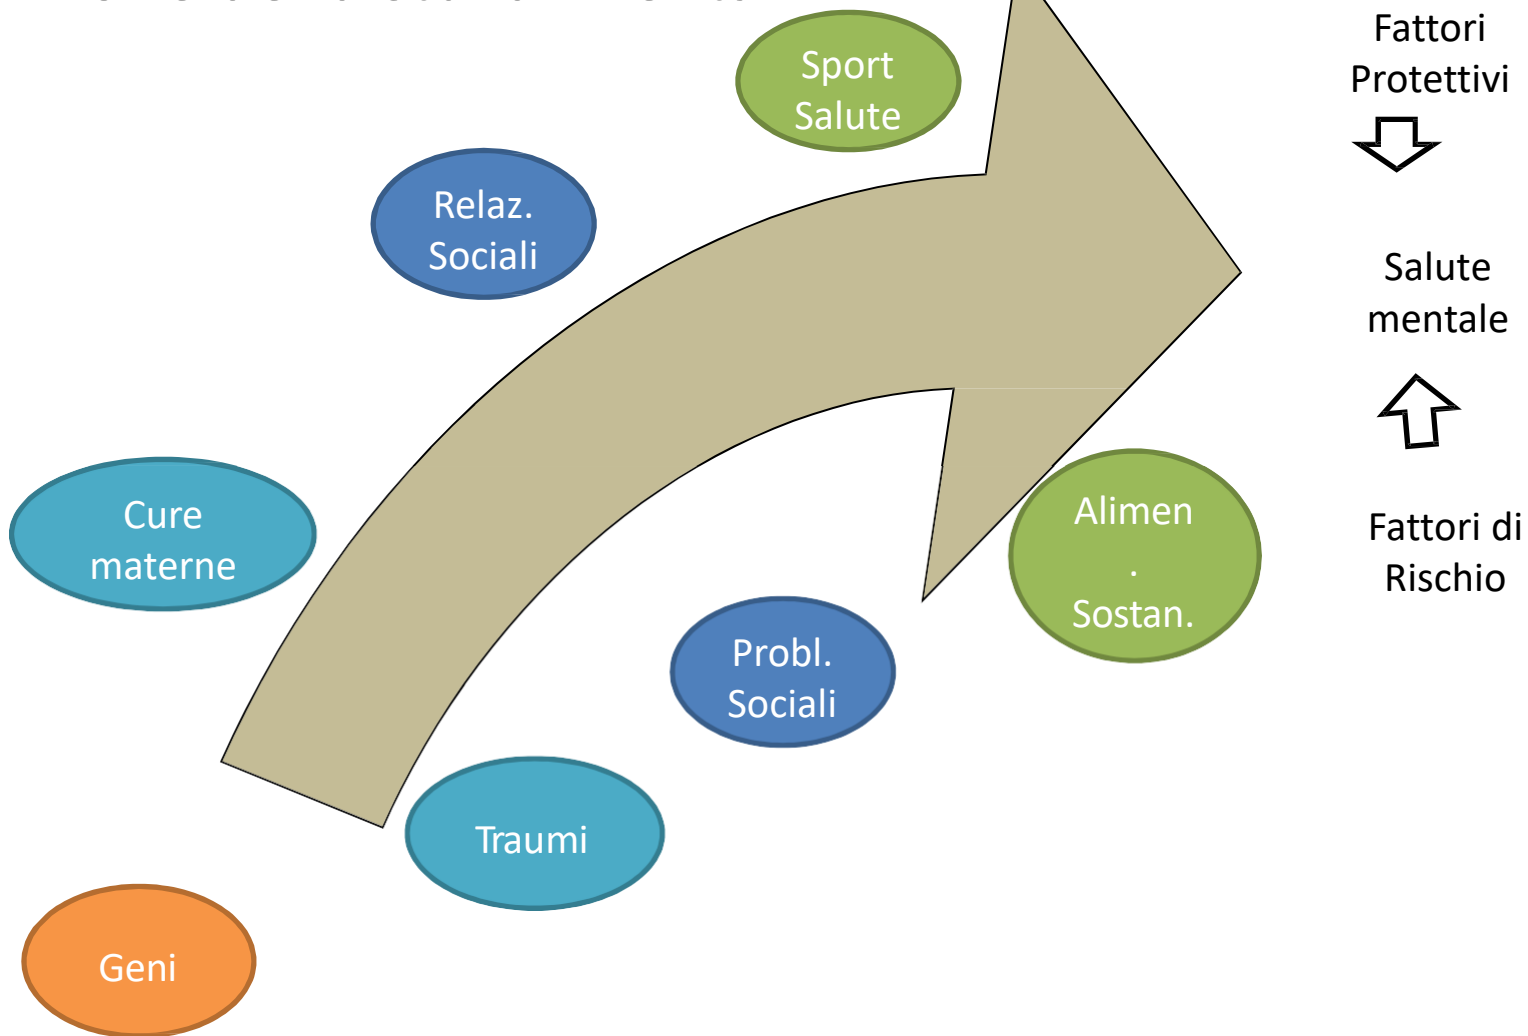 Sport
Salute
Fattori
Protettivi
Relaz.
Sociali
Salute
mentale
Cure
materne
Alimen
.
Sostan.
Fattori di
Rischio
Probl.
Sociali
Traumi
Geni